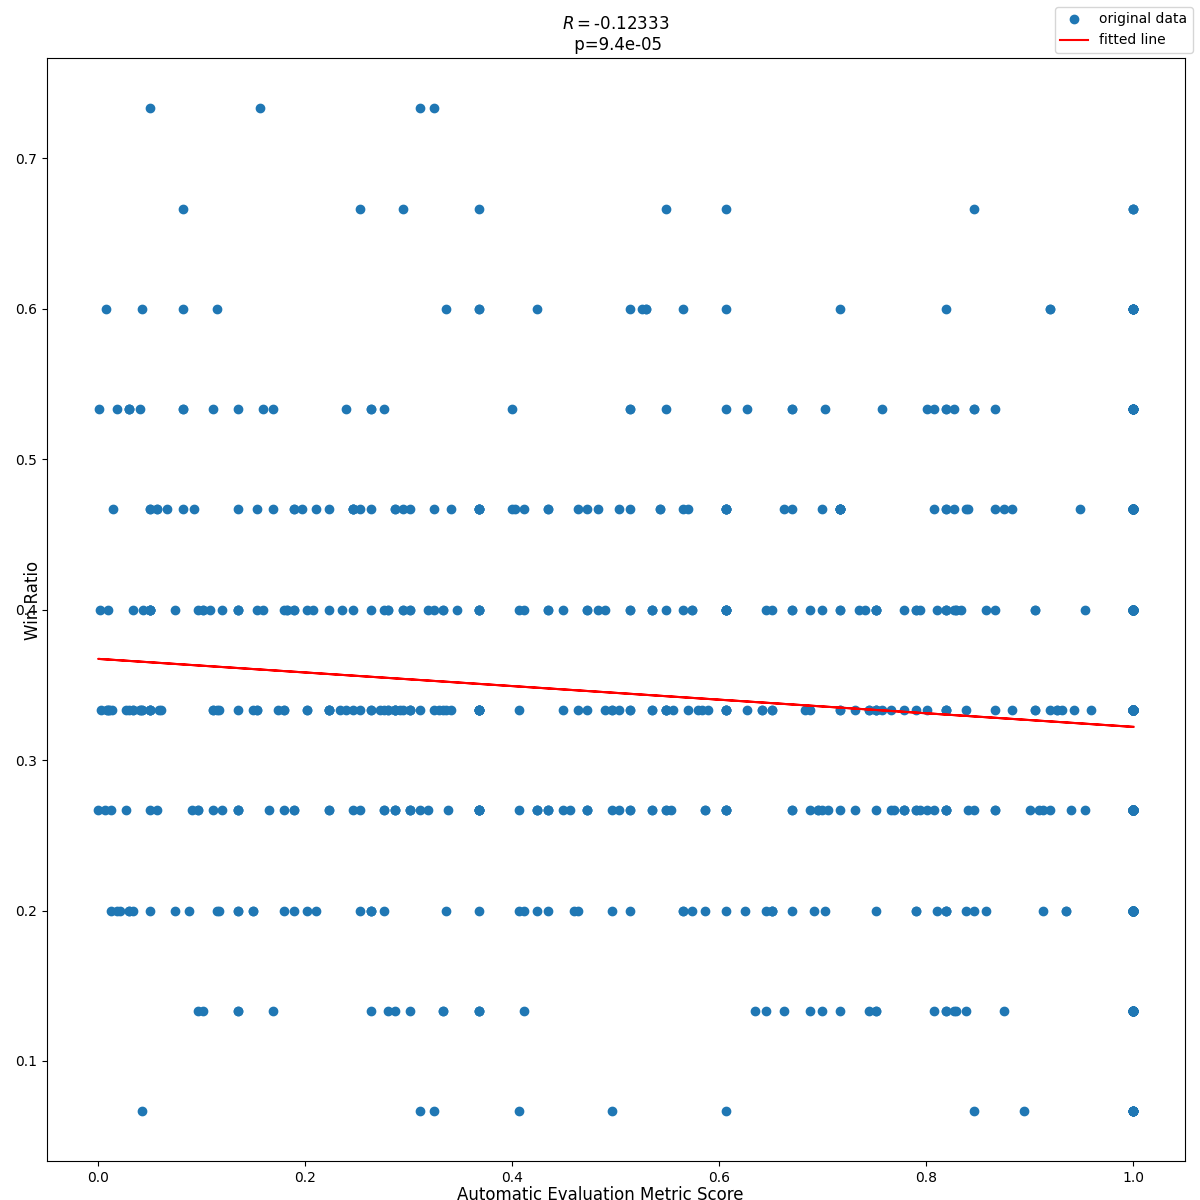 R = -0.12333
p=9.4e-05
original data
fitted line
Win Ratio
0.7
0.6
0.5
0.4
0.3
0.2
0.1
0.0
0.2
0.4
0.6
0.8
1.0
Automatic Evaluation Metric Score